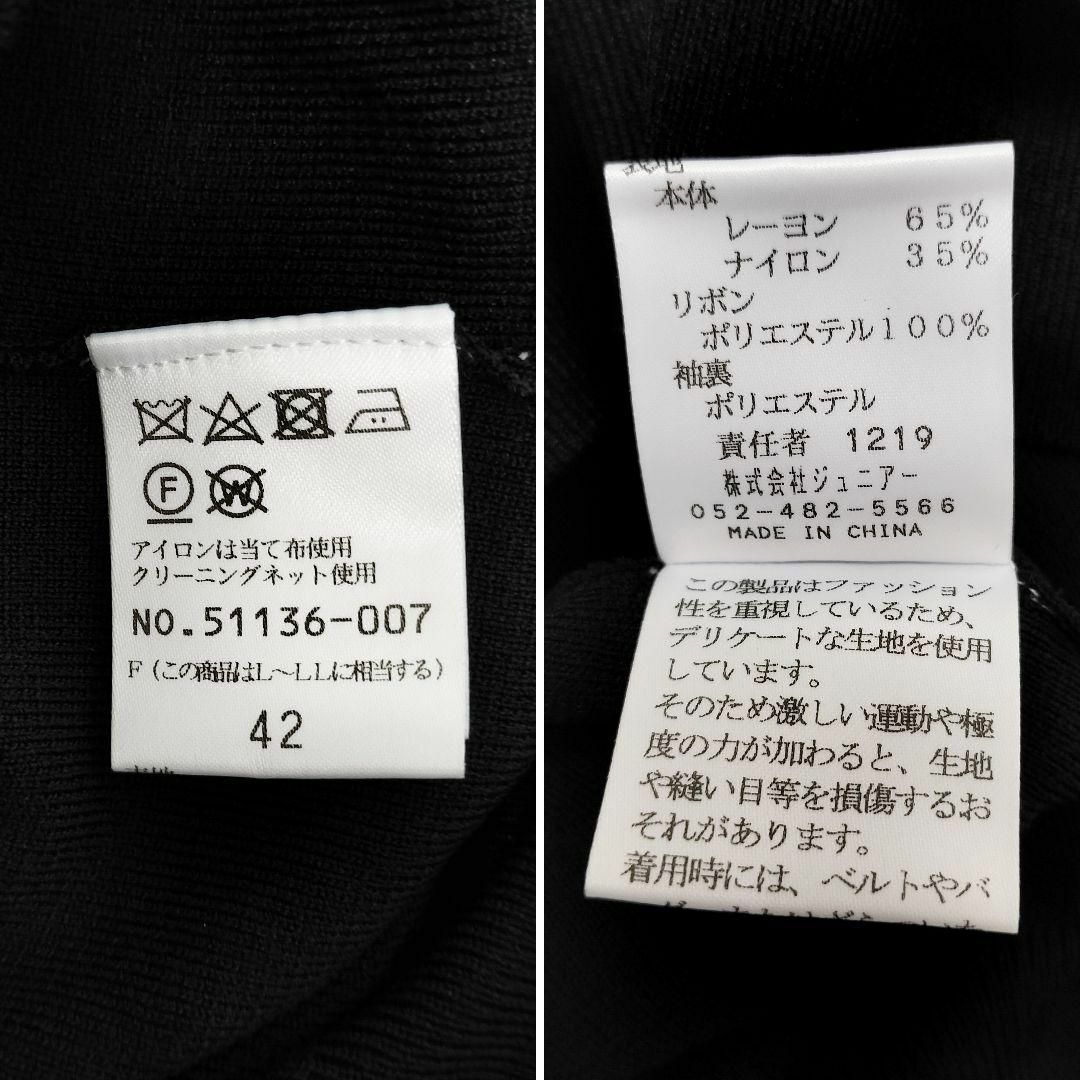 F
W
アイロンは当て布使用
クリーニングネット使用
NO.51136-007
F（この商品はL〜LLに相当する）
42
表地
本体
レーヨン 65%
ナイロン 35%
リボン
ポリエステル100%
袖裏
ポリエステル
責任者 1219
株式会社ジュニアー
052-482-5566
MADE IN CHINA
この製品はファッション
性を重視しているため、
デリケートな生地を使用
しています。
そのため激しい運動や極
度の力が加わると、生地
や縫い目等を損傷するお
それがあります。
着用時には、ベルトやバ